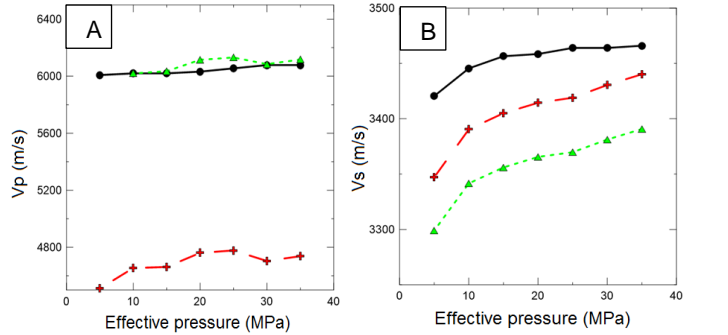 A
6400
6000
5600
5200
4800
Vp (m/s)
0 10 20 30 40
Effective pressure (MPa)
B
3500
3400
3300
Vs (m/s)
0 10 20 30 40
Effective pressure (MPa)